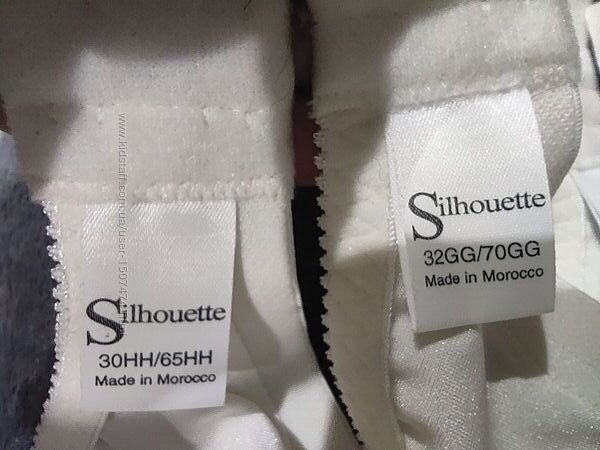 Silhouette
30HH/65HH
Made in Morocco
Silhouette
32GG/70GG
Made in Morocco